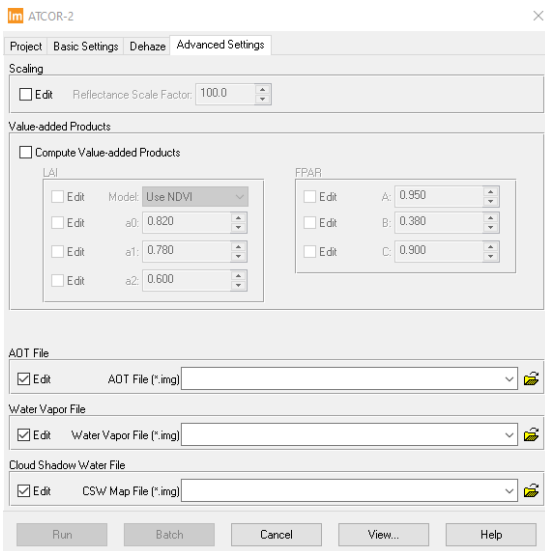 Im ATCOR-2
Project Basic Settings Dehaze Advanced Settings
Scaling
Edit Reflectance Scale Factor: 100.0
Value-added Products
Compute Value-added Products
LAI FPAR
Edit Model: Use NDVI Edit A: 0.950
Edit a0: 0.820 Edit B: 0.380
Edit a1: 0.780 Edit C: 0.900
Edit a2: 0.600
AOT File
Edit AOT File (*.img)
Water Vapor File
Edit Water Vapor File (*.img)
Cloud Shadow Water File
Edit CSW Map File (*.img)
Run Batch Cancel View... Help